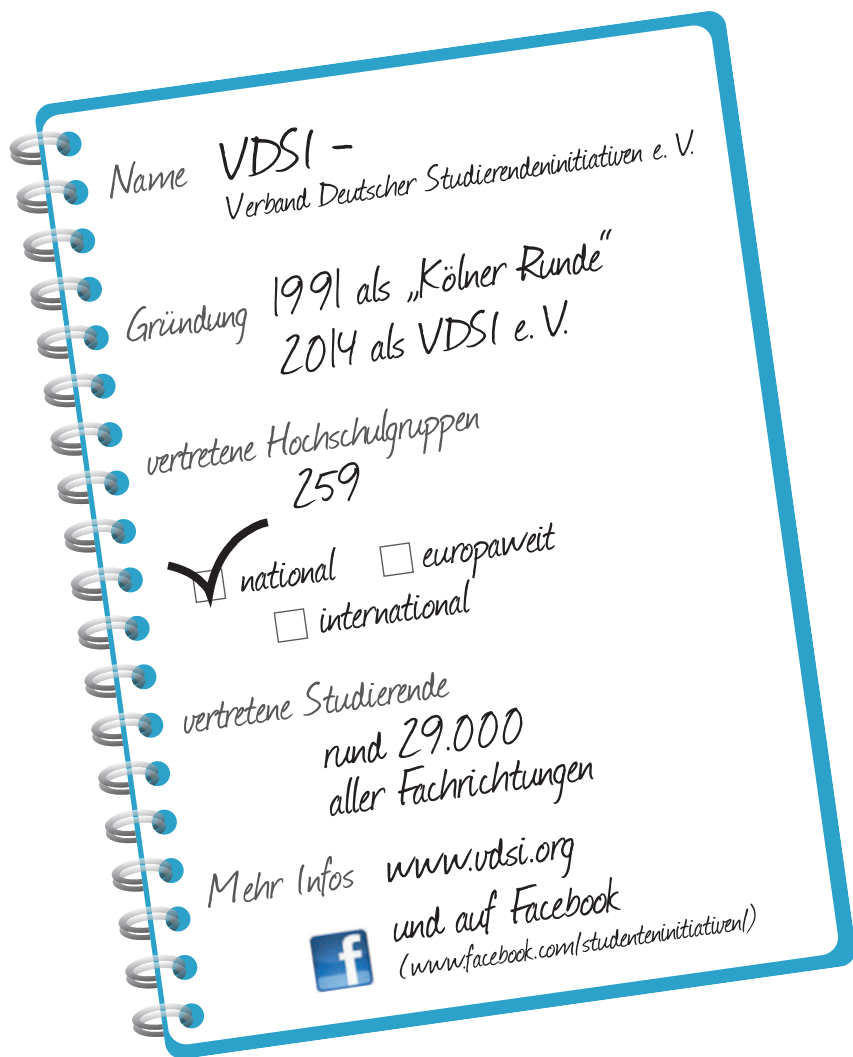 Name VDSI –
Verband Deutscher Studierendeninitiativen e. V.
Gründung 1991 als „Kölner Runde“
2014 als VDSI e. V.
vertretene Hochschulgruppen
259
national europaweit
international
vertretene Studierende
rund 29.000
aller Fachrichtungen
Mehr Infos www.vdsi.org
f und auf Facebook
(www.facebook.com/studenteninitiativen/)